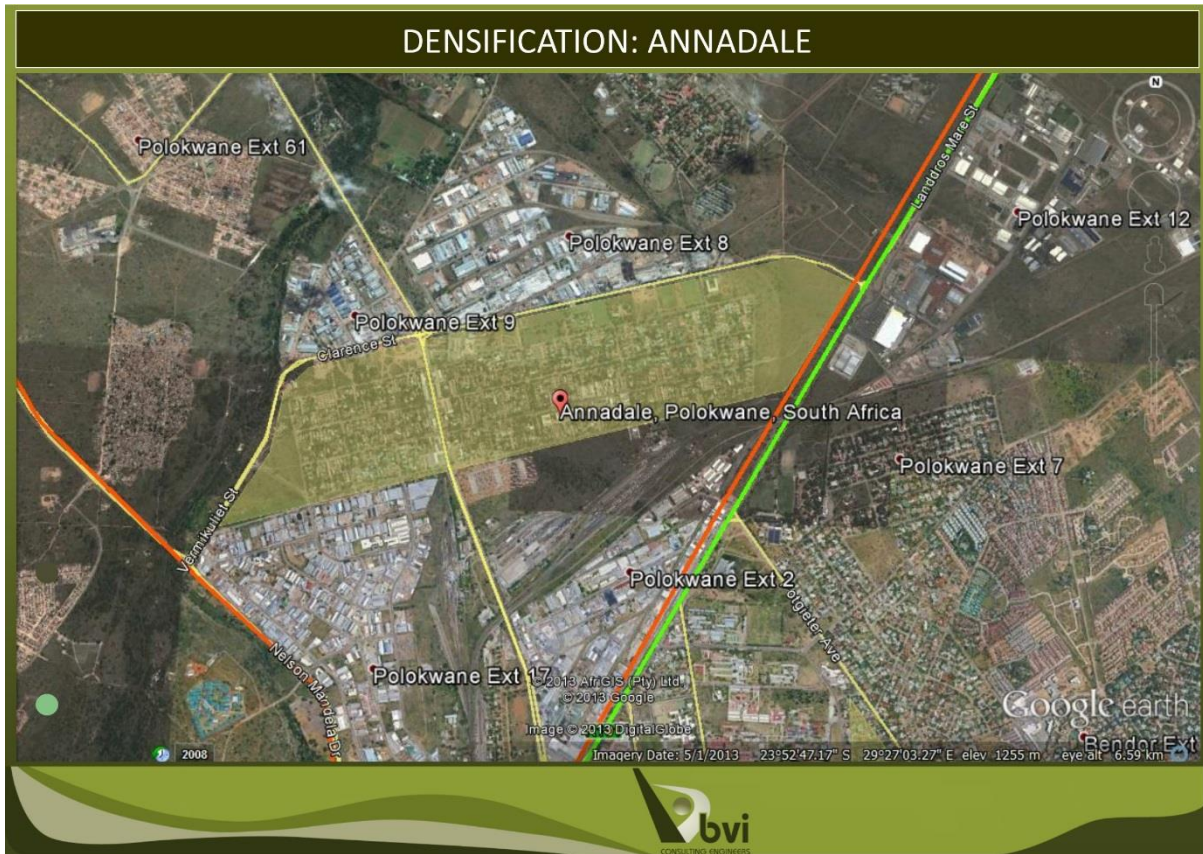 DENSIFICATION: ANNADALE
N
Landdros Mare St
Polokwane Ext 61
Polokwane Ext 12
Polokwane Ext 8
Polokwane Ext 9
Clarence St
Annadale, Polokwane, South Africa
Polokwane Ext 7
Vermikuliet St
Polokwane Ext 2
otgieter Ave
Nelson Mandela Dr
Polokwane Ext 17
2013 AfriGIS (Pty) Ltd.
© 2013 Google
Google earth
Image © 2013 DigitalGlobe
Bendor Ext
2008
Imagery Date: 5/1/2013 23°52'47.17" S 29°27'03.27" E elev 1255 m eye alt 6.59 km
bvi
CONSULTING ENGINEERS